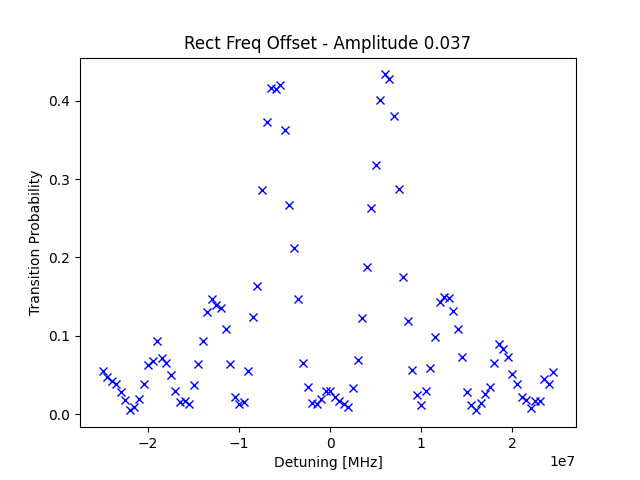 Rect Freq Offset - Amplitude 0.037
Transition Probability
0.4
0.3
0.2
0.1
0.0
−2
−1
0
1
2
1e7
Detuning [MHz]